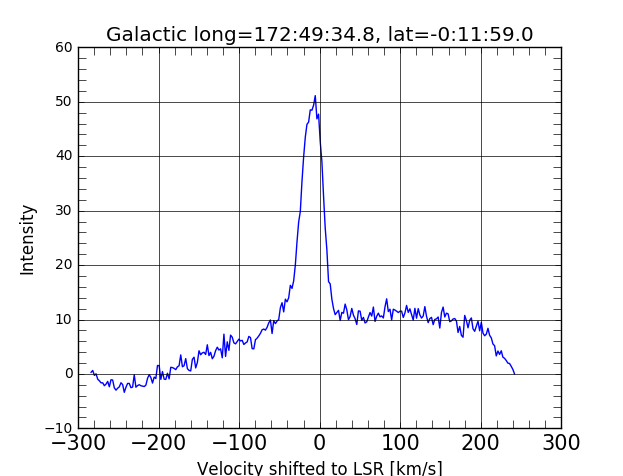 Galactic long=172:49:34.8, lat=-0:11:59.0
60
50
40
30
20
10
0
−10
Intensity
−300 −200 −100 0 100 200 300
Velocity shifted to LSR [km/s]